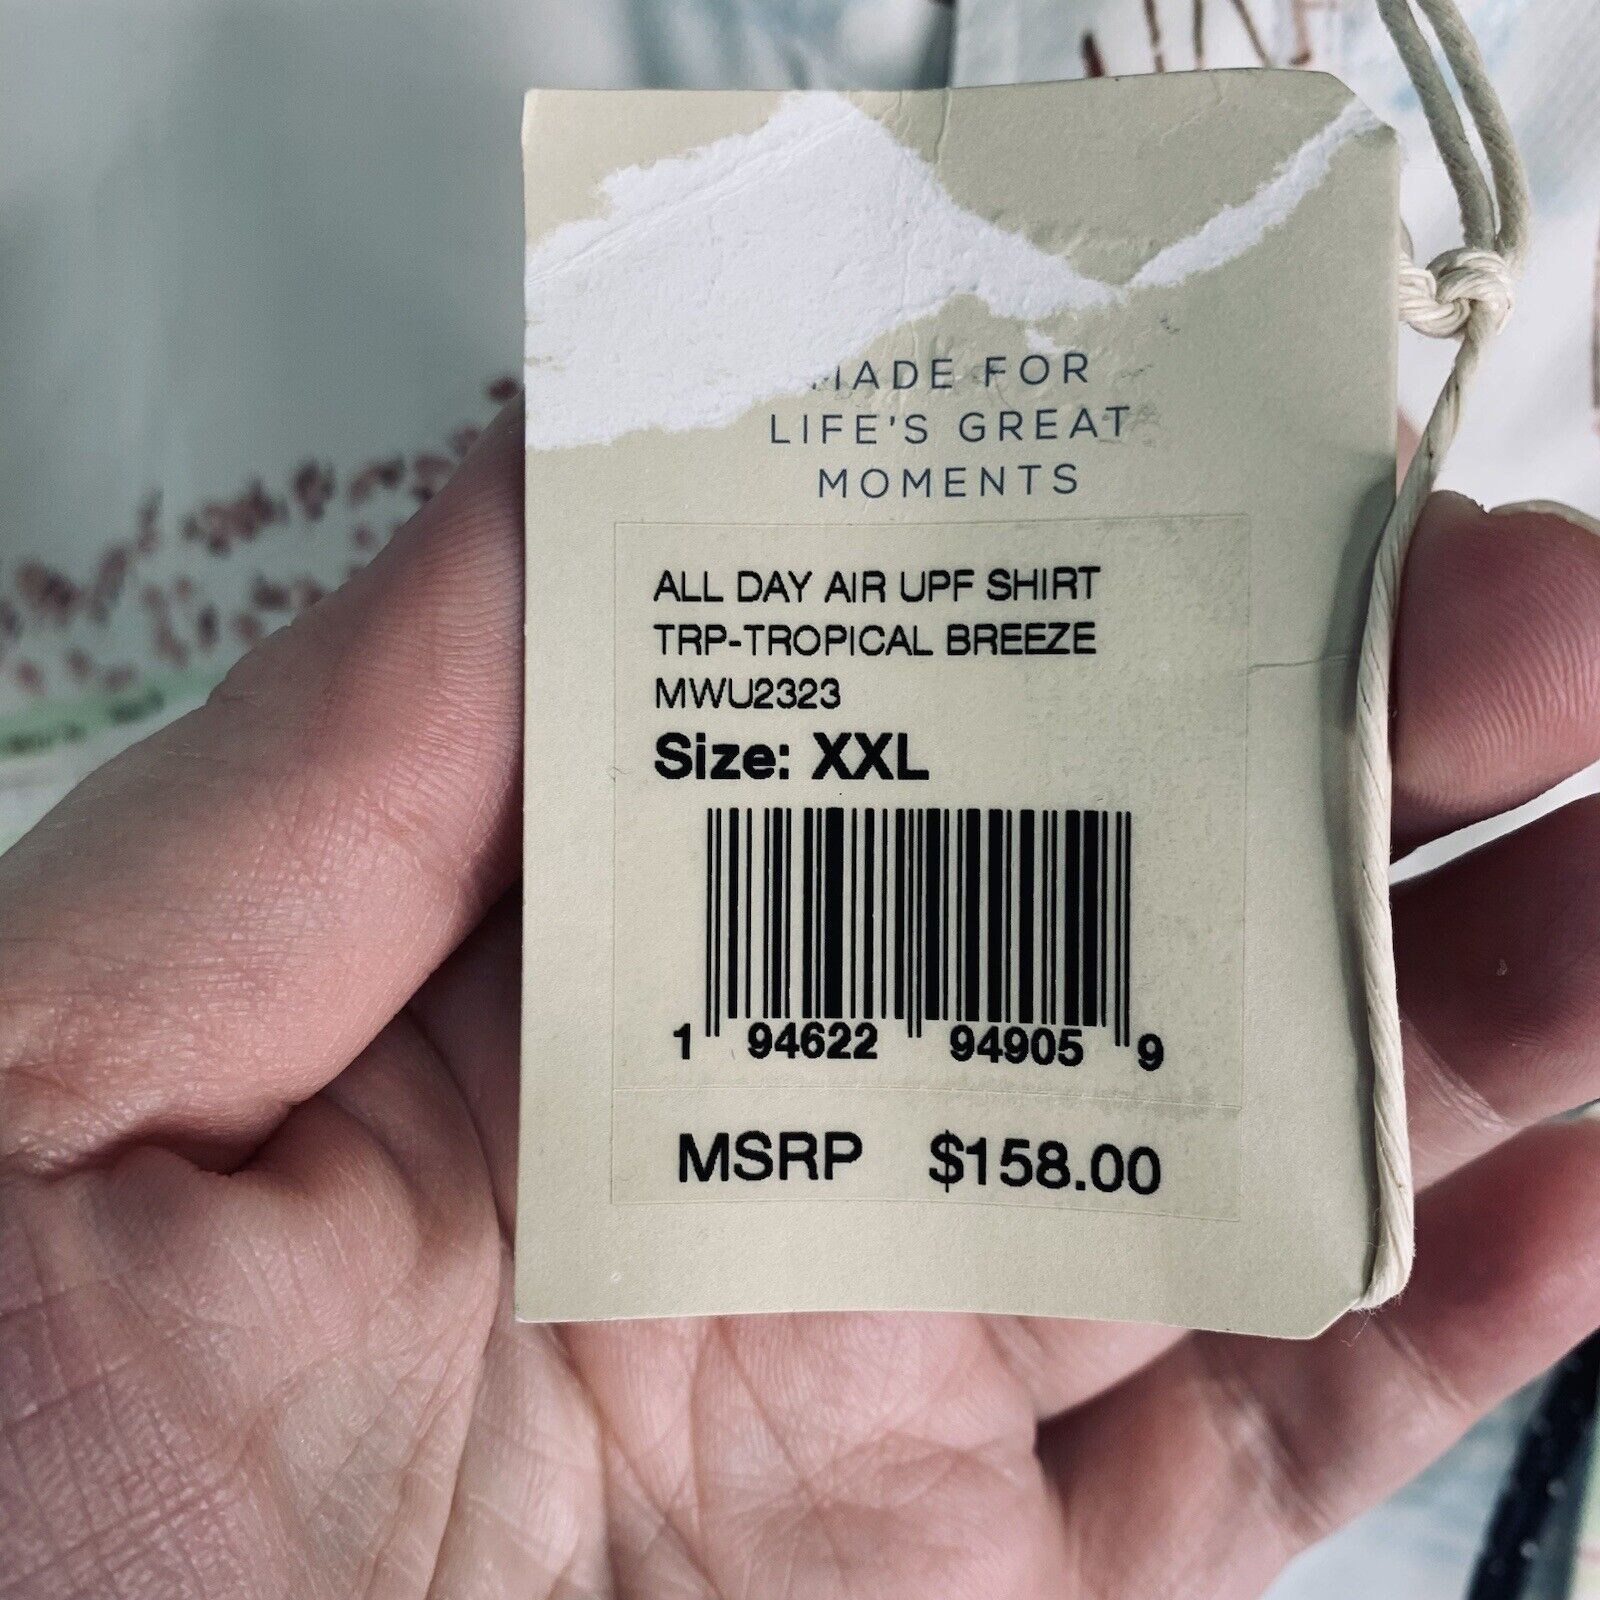 MADE FOR
LIFE'S GREAT
MOMENTS
ALL DAY AIR UPF SHIRT
TRP-TROPICAL BREEZE
MWU2323
Size: XXL
1 94622 94905 9
MSRP $158.00